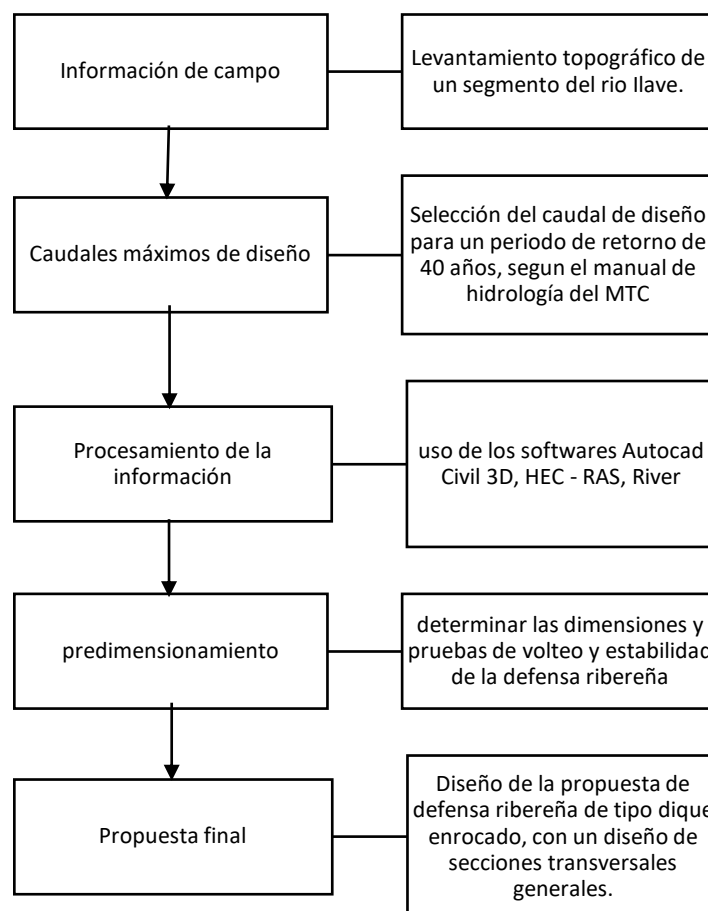 Información de campo
Levantamiento topográfico de
un segmento del rio Ilave.
Caudales máximos de diseño
Selección del caudal de diseño
para un periodo de retorno de
40 años, segun el manual de
hidrología del MTC
Procesamiento de la
información
uso de los softwares Autocad
Civil 3D, HEC - RAS, River
predimensionamiento
determinar las dimensiones y
pruebas de volteo y estabilidad
de la defensa ribereña
Propuesta final
Diseño de la propuesta de
defensa ribereña de tipo dique
enrocado, con un diseño de
secciones transversales
generales.